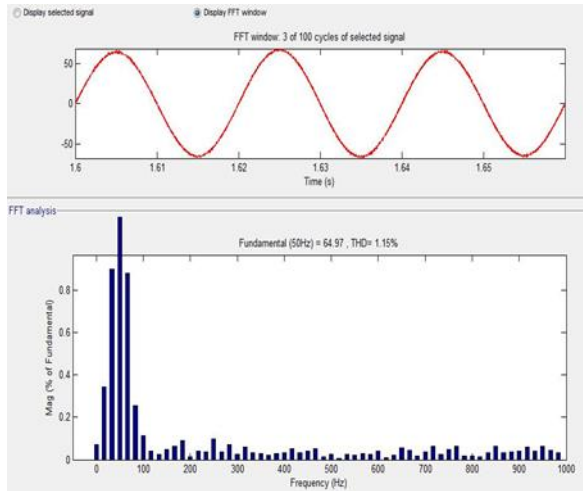 Display selected signal Display FFT window
FFT window: 3 of 100 cycles of selected signal
50
0
-50
1.6 1.61 1.62 1.63 1.64 1.65
Time (s)
FFT analysis
Fundamental (50Hz) = 64.97 , THD= 1.15%
Mag (% of Fundamental)
0.8
0.6
0.4
0.2
0
0 100 200 300 400 500 600 700 800 900 1000
Frequency (Hz)